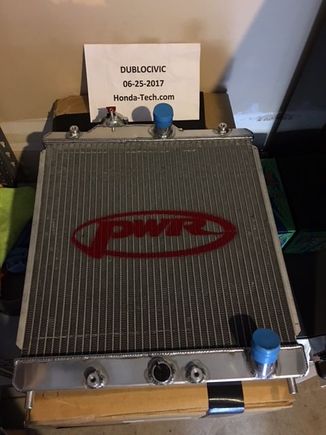 DUBLOCIVIC
06-25-2017
Honda-Tech.com
PWR